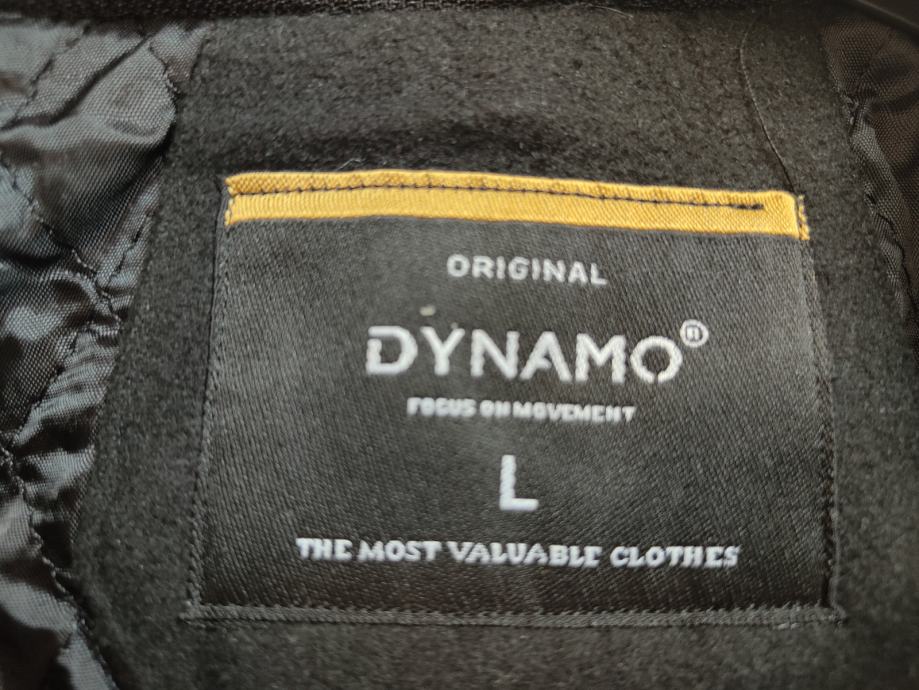 ORIGINAL
DYNAMO®
FOCUS ON MOVEMENT
L
THE MOST VALUABLE CLOTHES